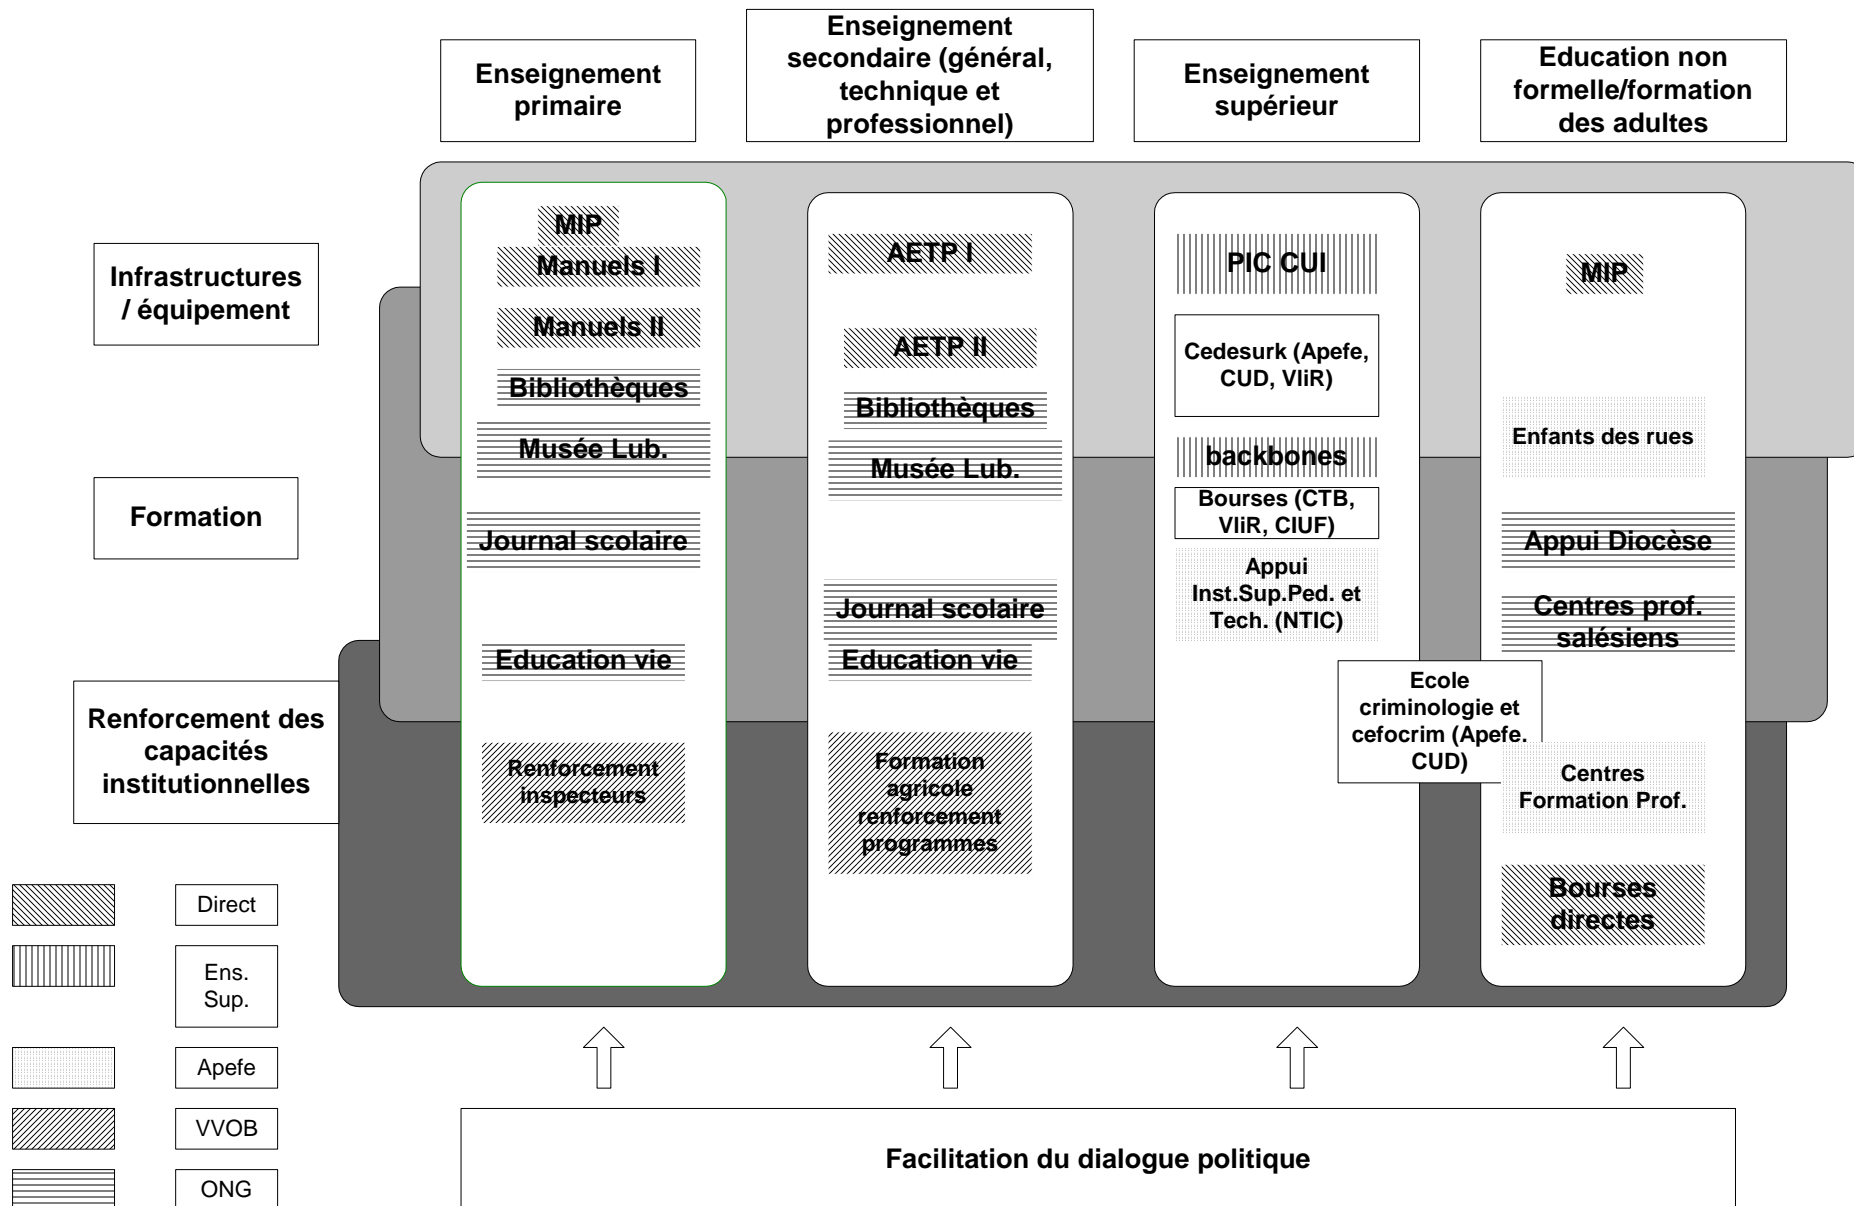 Enseignement
primaire
Enseignement
secondaire (général,
technique et
professionnel)
Enseignement
supérieur
Education non
formelle/formation
des adultes
Infrastructures
/ équipement
Formation
Renforcement des
capacités
institutionnelles
MIP
Manuels I
Manuels II
Bibliothèques
Musée Lub.
Journal scolaire
Education vie
Renforcement
inspecteurs
AETP I
AETP II
Bibliothèques
Musée Lub.
Journal scolaire
Education vie
Formation
agricole
renforcement
programmes
PIC CUI
Cedesurk (Apefe,
CUD, VliR)
backbones
Bourses (CTB,
VliR, CIUF)
Appui
Inst.Sup.Ped. et
Tech. (NTIC)
Ecole
criminologie et
cefocrim (Apefe.
CUD)
MIP
Enfants des rues
Appui Diocèse
Centres prof.
salésiens
Centres
Formation Prof.
Bourses
directes
Direct
Ens.
Sup.
Apefe
VVOB
ONG
Facilitation du dialogue politique